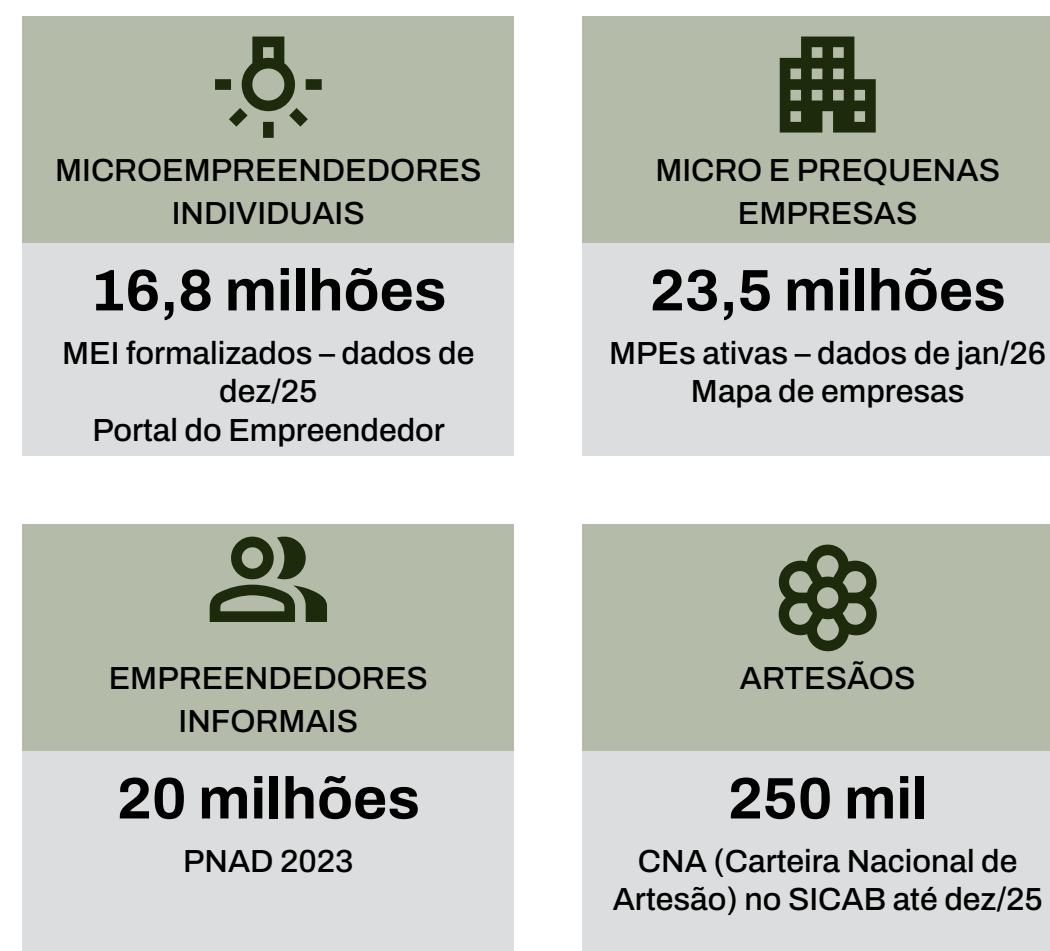 MICROEMPREENDEDORES
INDIVIDUAIS
16,8 milhões
MEI formalizados – dados de
dez/25
Portal do Empreendedor
MICRO E PREQUENAS
EMPRESAS
23,5 milhões
MPEs ativas – dados de jan/26
Mapa de empresas
EMPREENDEDORES
INFORMAIS
20 milhões
PNAD 2023
ARTESÃOS
250 mil
CNA (Carteira Nacional de
Artesão) no SICAB até dez/25